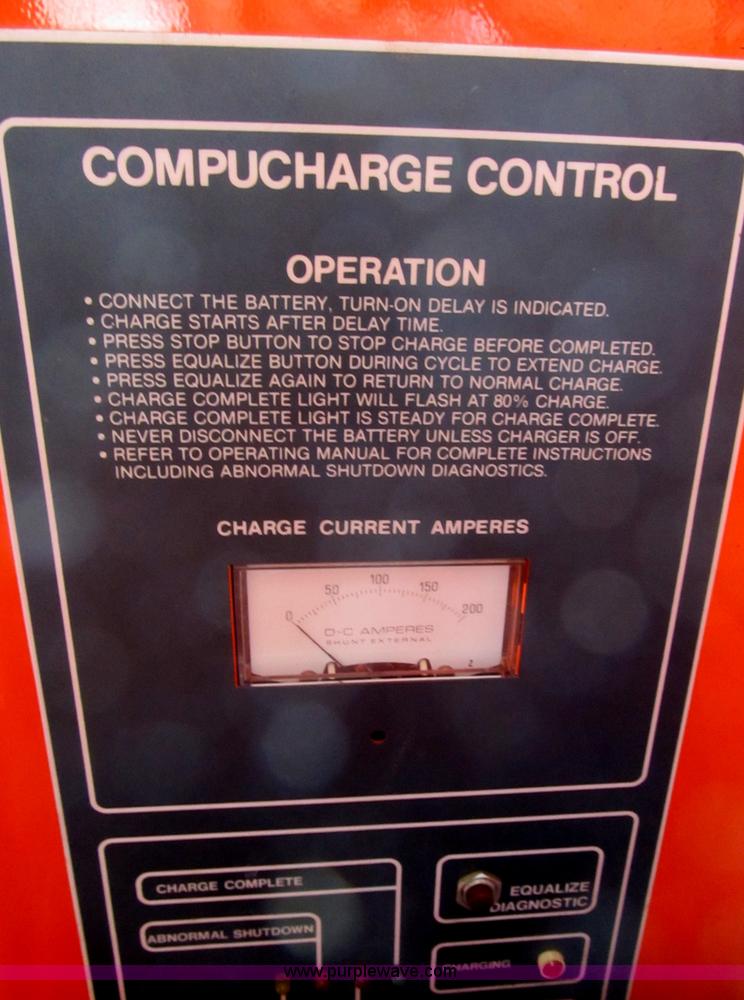 COMPUCHARGE CONTROL
OPERATION
• CONNECT THE BATTERY, TURN-ON DELAY IS INDICATED.
• CHARGE STARTS AFTER DELAY TIME.
• PRESS STOP BUTTON TO STOP CHARGE BEFORE COMPLETED.
• PRESS EQUALIZE BUTTON DURING CYCLE TO EXTEND CHARGE.
• PRESS EQUALIZE AGAIN TO RETURN TO NORMAL CHARGE.
• CHARGE COMPLETE LIGHT WILL FLASH AT 80% CHARGE.
• CHARGE COMPLETE LIGHT IS STEADY FOR CHARGE COMPLETE.
• NEVER DISCONNECT THE BATTERY UNLESS CHARGER IS OFF.
• REFER TO OPERATING MANUAL FOR COMPLETE INSTRUCTIONS
INCLUDING ABNORMAL SHUTDOWN DIAGNOSTICS.
CHARGE CURRENT AMPERES
0 50 100 150 200
D-C AMPERES
SHUNT EXTERNAL
2
CHARGE COMPLETE
EQUALIZE
DIAGNOSTIC
ABNORMAL SHUTDOWN
CHARGING
www.purplewave.com